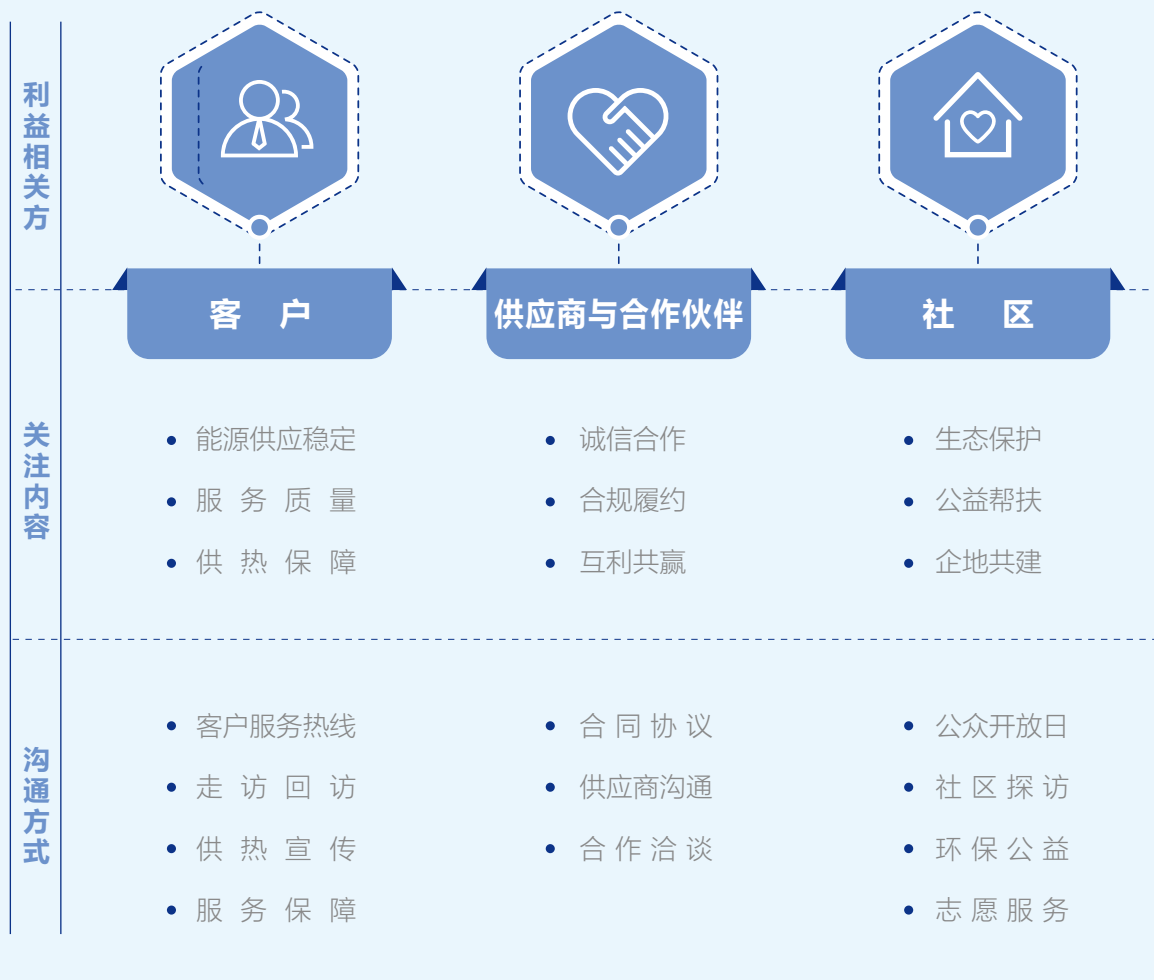 利益相关方
客 户
供应商与合作伙伴
社 区
关注内容
能源供应稳定
服务质量
供热保障
诚信合作
合规履约
互利共赢
生态保护
公益帮扶
企地共建
沟通方式
客户服务热线
走访回访
供热宣传
服务保障
合同协议
供应商沟通
合作洽谈
公众开放日
社区探访
环保公益
志愿服务